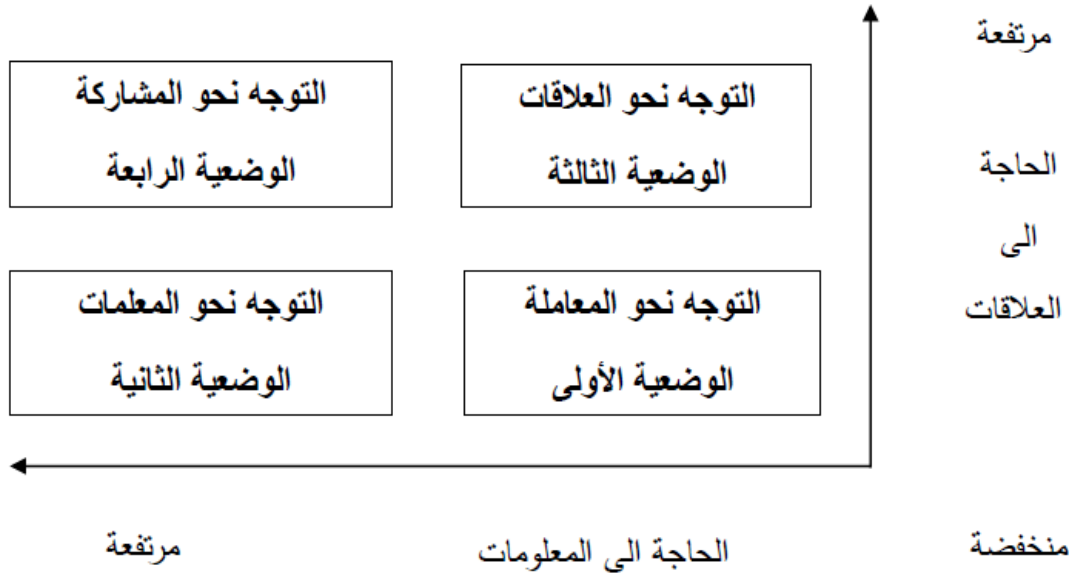 مرتفعة
التوجه نحو العلاقات
الوضعية الثالثة
التوجه نحو المشاركة
الوضعية الرابعة
الحاجة
الى
العلاقات
التوجه نحو المعاملة
الوضعية الأولى
التوجه نحو المعلمات
الوضعية الثانية
منخفضة
الحاجة الى المعلومات
مرتفعة